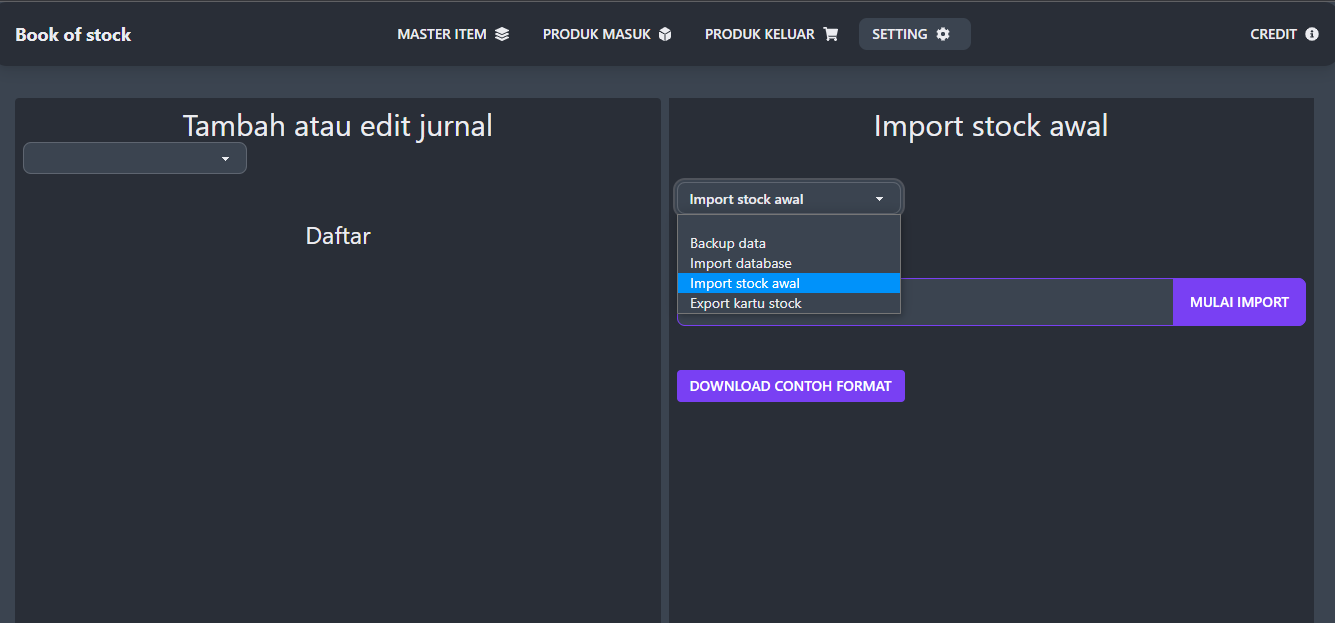 Book of stock
MASTER ITEM
PRODUK MASUK
PRODUK KELUAR
SETTING
CREDIT
Tambah atau edit jurnal
Daftar
Import stock awal
Import stock awal
Backup data
Import database
Import stock awal
Export kartu stock
MULAI IMPORT
DOWNLOAD CONTOH FORMAT